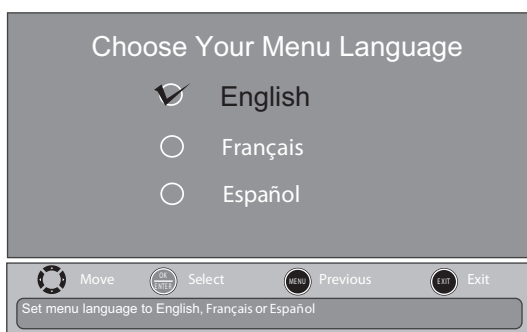 Choose Your Menu Language
English
Français
Español
Move OK ENTER Select MENU Previous EXIT Exit
Set menu language to English, Français or Español